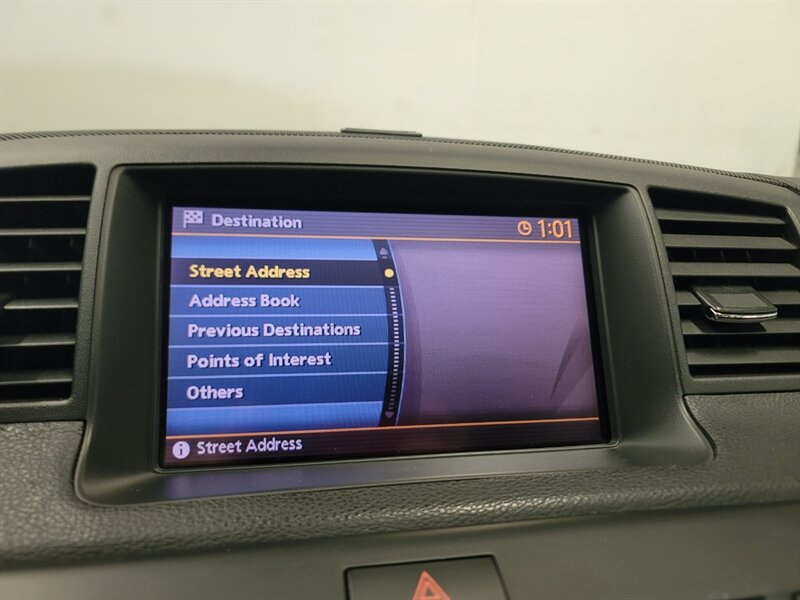 Destination
1:01
Street Address
Address Book
Previous Destinations
Points of Interest
Others
Street Address